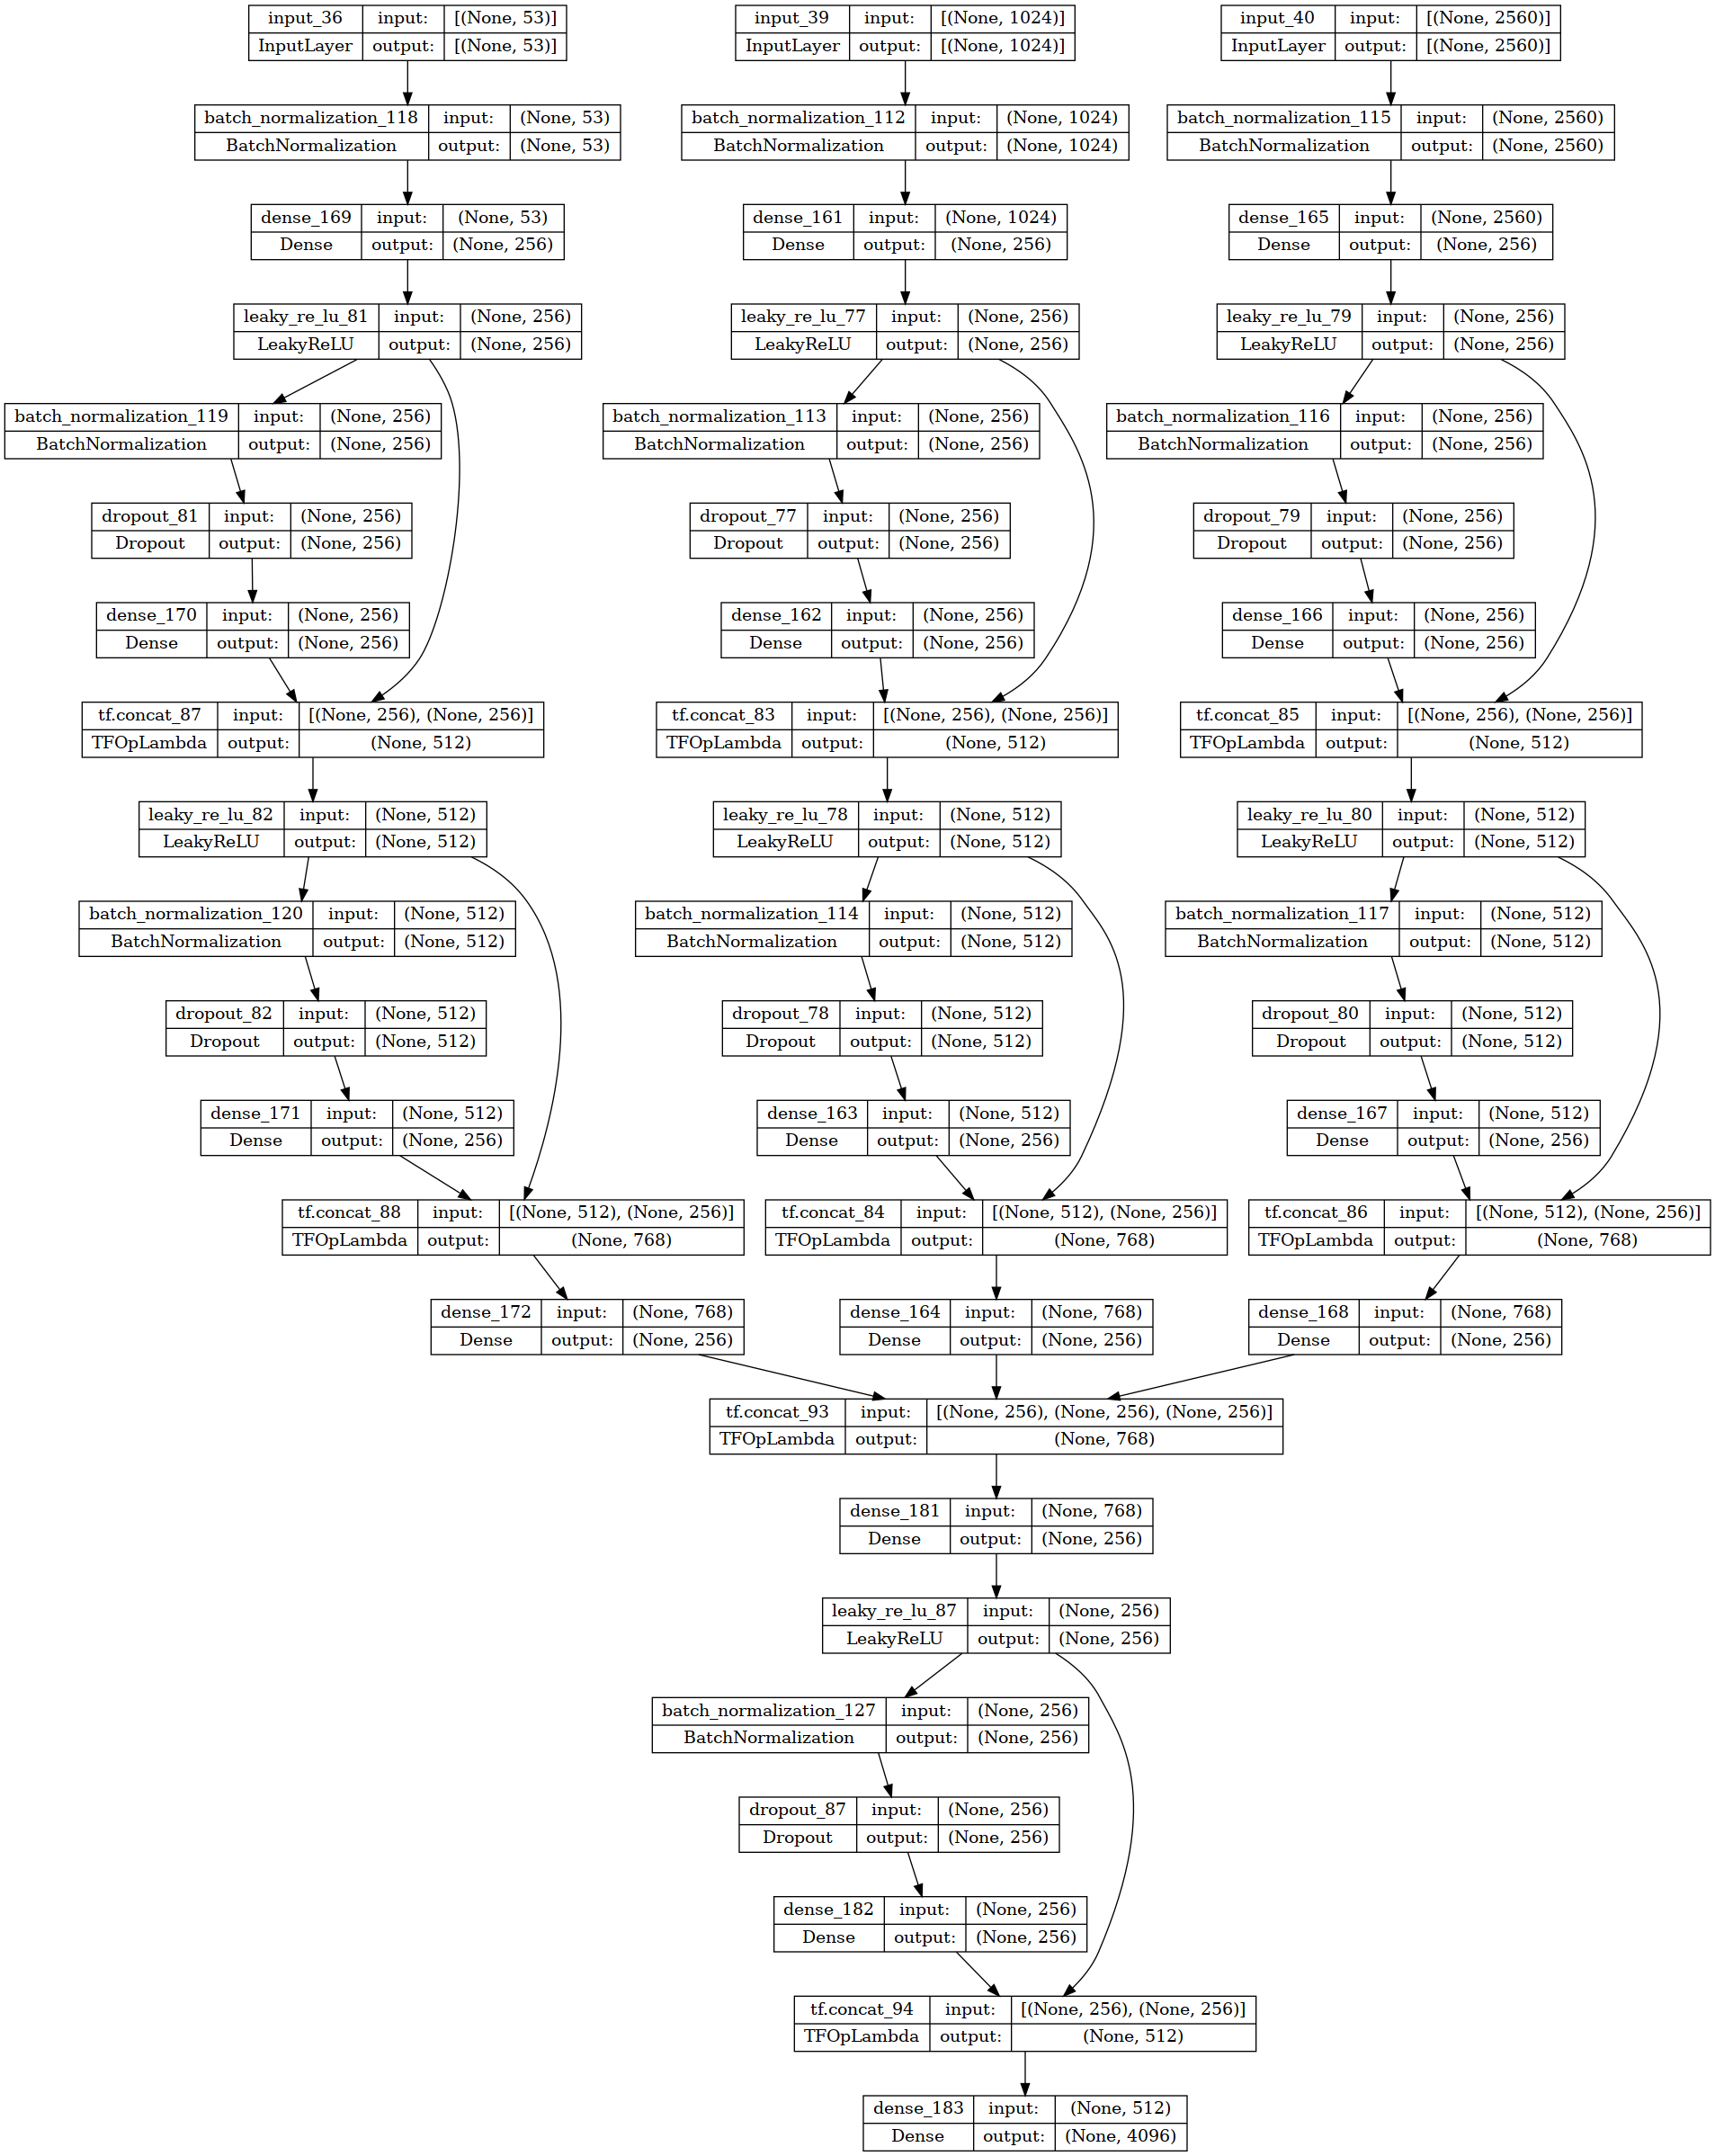 input_36 input: [(None, 53)]
InputLayer output: [(None, 53)]
input_39 input: [(None, 1024)]
InputLayer output: [(None, 1024)]
input_40 input: [(None, 2560)]
InputLayer output: [(None, 2560)]
batch_normalization_118 input: (None, 53)
BatchNormalization output: (None, 53)
batch_normalization_112 input: (None, 1024)
BatchNormalization output: (None, 1024)
batch_normalization_115 input: (None, 2560)
BatchNormalization output: (None, 2560)
dense_169 input: (None, 53)
Dense output: (None, 256)
dense_161 input: (None, 1024)
Dense output: (None, 256)
dense_165 input: (None, 2560)
Dense output: (None, 256)
leaky_re_lu_81 input: (None, 256)
LeakyReLU output: (None, 256)
leaky_re_lu_77 input: (None, 256)
LeakyReLU output: (None, 256)
leaky_re_lu_79 input: (None, 256)
LeakyReLU output: (None, 256)
batch_normalization_119 input: (None, 256)
BatchNormalization output: (None, 256)
batch_normalization_113 input: (None, 256)
BatchNormalization output: (None, 256)
batch_normalization_116 input: (None, 256)
BatchNormalization output: (None, 256)
dropout_81 input: (None, 256)
Dropout output: (None, 256)
dropout_77 input: (None, 256)
Dropout output: (None, 256)
dropout_79 input: (None, 256)
Dropout output: (None, 256)
dense_170 input: (None, 256)
Dense output: (None, 256)
dense_162 input: (None, 256)
Dense output: (None, 256)
dense_166 input: (None, 256)
Dense output: (None, 256)
tf.concat_87 input: [(None, 256), (None, 256)]
TFOpLambda output: (None, 512)
tf.concat_83 input: [(None, 256), (None, 256)]
TFOpLambda output: (None, 512)
tf.concat_85 input: [(None, 256), (None, 256)]
TFOpLambda output: (None, 512)
leaky_re_lu_82 input: (None, 512)
LeakyReLU output: (None, 512)
leaky_re_lu_78 input: (None, 512)
LeakyReLU output: (None, 512)
leaky_re_lu_80 input: (None, 512)
LeakyReLU output: (None, 512)
batch_normalization_120 input: (None, 512)
BatchNormalization output: (None, 512)
batch_normalization_114 input: (None, 512)
BatchNormalization output: (None, 512)
batch_normalization_117 input: (None, 512)
BatchNormalization output: (None, 512)
dropout_82 input: (None, 512)
Dropout output: (None, 512)
dropout_78 input: (None, 512)
Dropout output: (None, 512)
dropout_80 input: (None, 512)
Dropout output: (None, 512)
dense_171 input: (None, 512)
Dense output: (None, 256)
dense_163 input: (None, 512)
Dense output: (None, 256)
dense_167 input: (None, 512)
Dense output: (None, 256)
tf.concat_88 input: [(None, 512), (None, 256)]
TFOpLambda output: (None, 768)
tf.concat_84 input: [(None, 512), (None, 256)]
TFOpLambda output: (None, 768)
tf.concat_86 input: [(None, 512), (None, 256)]
TFOpLambda output: (None, 768)
dense_172 input: (None, 768)
Dense output: (None, 256)
dense_164 input: (None, 768)
Dense output: (None, 256)
dense_168 input: (None, 768)
Dense output: (None, 256)
tf.concat_93 input: [(None, 256), (None, 256), (None, 256)]
TFOpLambda output: (None, 768)
dense_181 input: (None, 768)
Dense output: (None, 256)
leaky_re_lu_87 input: (None, 256)
LeakyReLU output: (None, 256)
batch_normalization_127 input: (None, 256)
BatchNormalization output: (None, 256)
dropout_87 input: (None, 256)
Dropout output: (None, 256)
dense_182 input: (None, 256)
Dense output: (None, 256)
tf.concat_94 input: [(None, 256), (None, 256)]
TFOpLambda output: (None, 512)
dense_183 input: (None, 512)
Dense output: (None, 4096)